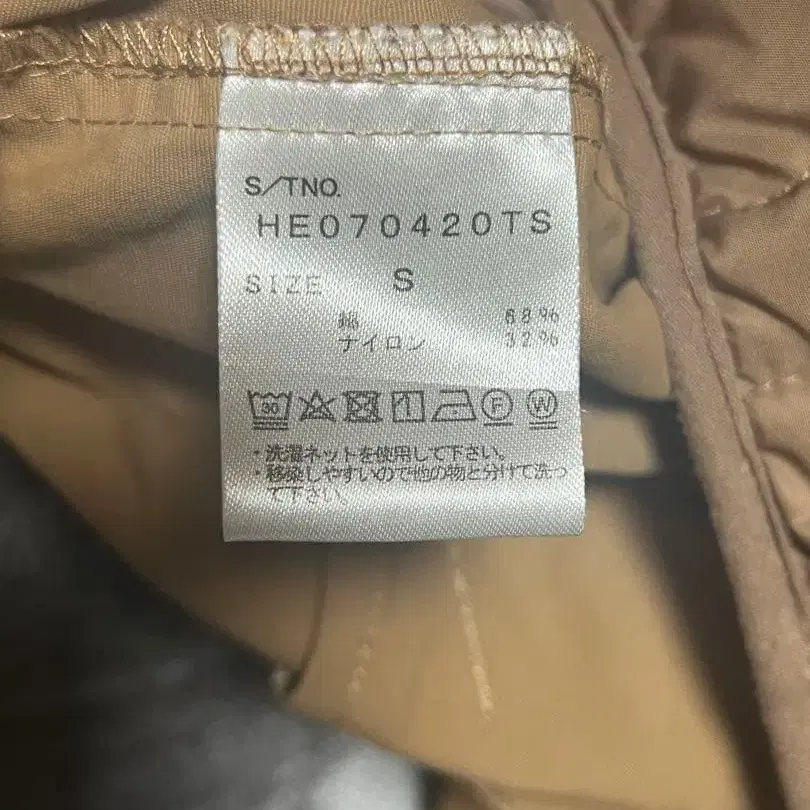 S/TNO.
HE070420TS
SIZE S
綿 68%
ナイロン 32%
30 F W
・洗濯ネットを使用して下さい。
・移染しやすいので他の物と分けて洗っ
て下さい。